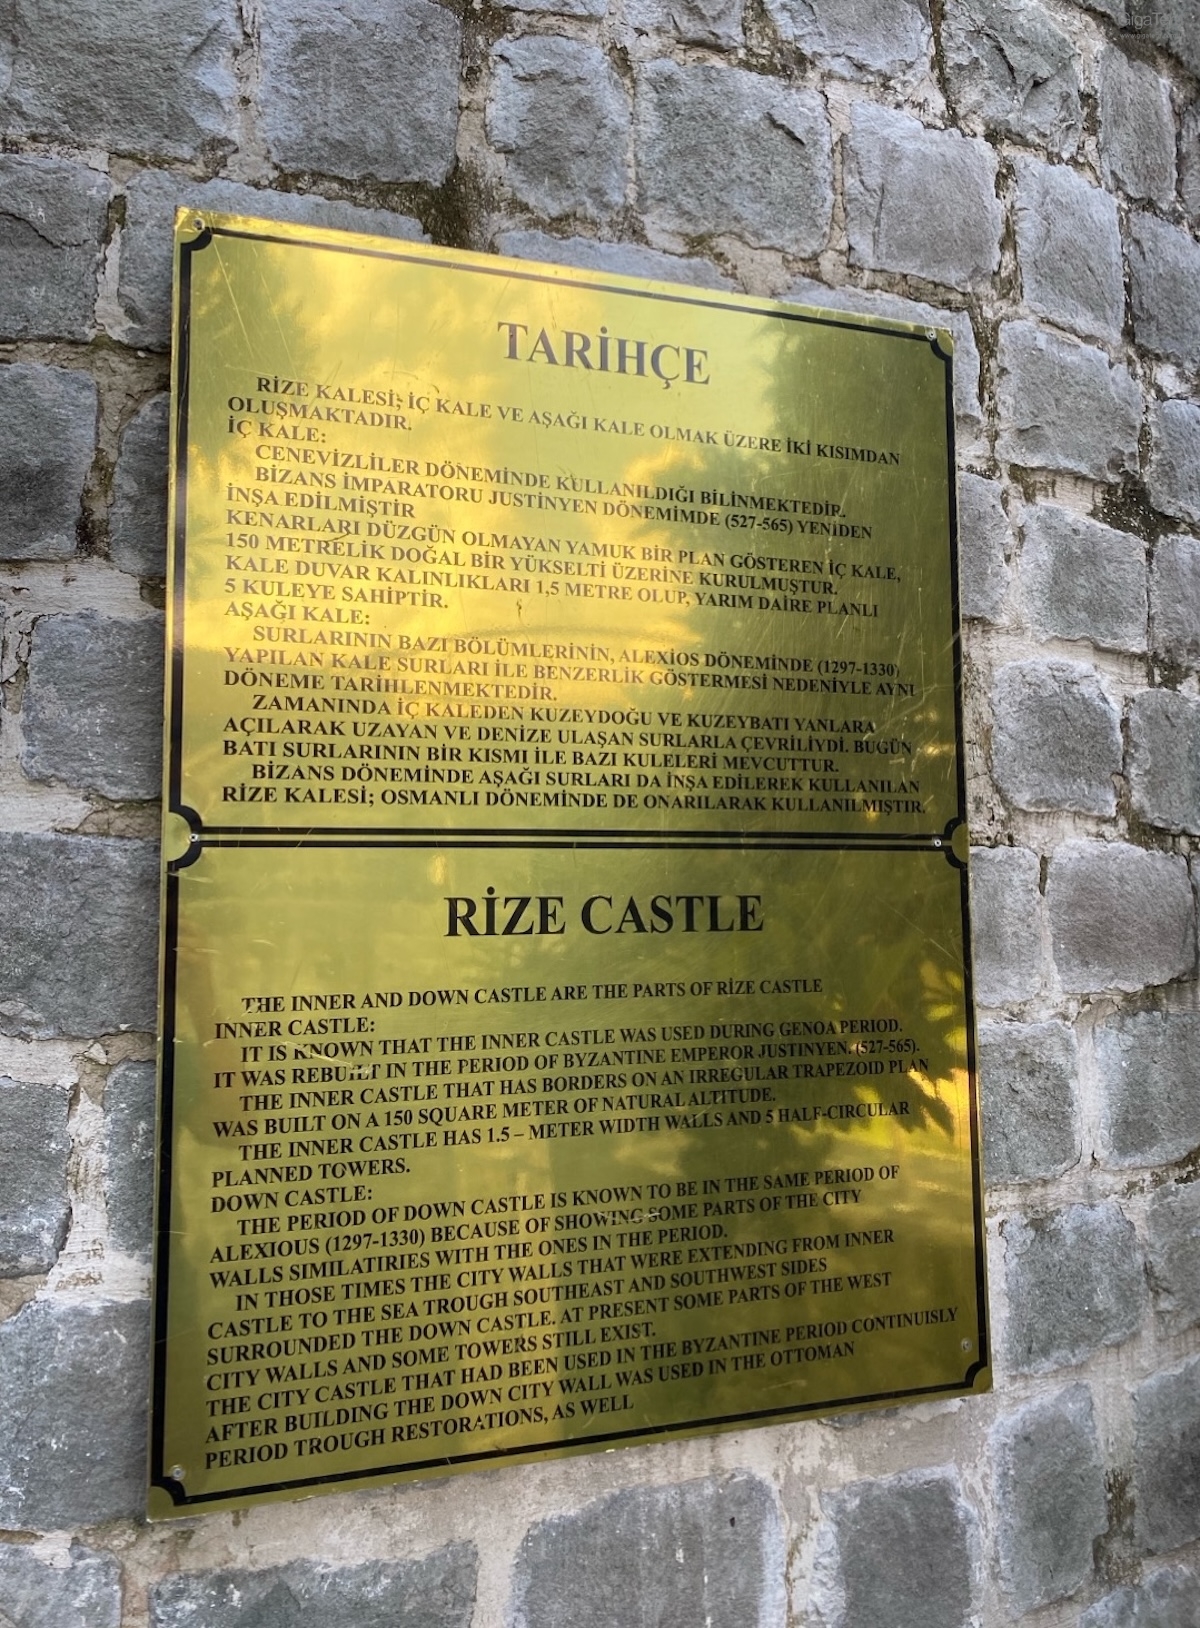 TARİHÇE
RİZE KALESİ; İÇ KALE VE AŞAĞI KALE OLMAK ÜZERE İKİ KISIMDAN
OLUŞMAKTADIR.
İÇ KALE:
CENEVİZLİLER DÖNEMİNDE KULLANILDIĞI BİLİNMEKTEDİR.
BİZANS İMPARATORU JUSTİNYEN DÖNEMİMDE (527-565) YENİDEN
İNŞA EDİLMİŞTİR
KENARLARI DÜZGÜN OLMAYAN YAMUK BİR PLAN GÖSTEREN İÇ KALE,
150 METRELİK DOĞAL BİR YÜKSELTİ ÜZERİNE KURULMUŞTUR.
KALE DUVAR KALINLIKLARI 1,5 METRE OLUP, YARIM DAİRE PLANLI
5 KULEYE SAHİPTİR.
AŞAĞI KALE:
SURLARININ BAZI BÖLÜMLERİNİN, ALEXİOS DÖNEMİNDE (1297-1330)
YAPILAN KALE SURLARI İLE BENZERLİK GÖSTERMESİ NEDENİYLE AYNI
DÖNEME TARİHLENMEKTEDİR.
ZAMANINDA İÇ KALEDEN KUZEYDOĞU VE KUZEYBATI YANLARA
AÇILARAK UZAYAN VE DENİZE ULAŞAN SURLARLA ÇEVRİLİYDİ. BUGÜN
BATI SURLARININ BİR KISMI İLE BAZI KULELERİ MEVCUTTUR.
BİZANS DÖNEMİNDE AŞAĞI SURLARI DA İNŞA EDİLEREK KULLANILAN
RİZE KALESİ; OSMANLI DÖNEMİNDE DE ONARILARAK KULLANILMIŞTIR.
RİZE CASTLE
THE INNER AND DOWN CASTLE ARE THE PARTS OF RİZE CASTLE
INNER CASTLE:
IT IS KNOWN THAT THE INNER CASTLE WAS USED DURING GENOA PERIOD.
IT WAS REBUILT IN THE PERIOD OF BYZANTINE EMPEROR JUSTINYEN. (527-565).
THE INNER CASTLE THAT HAS BORDERS ON AN IRREGULAR TRAPEZOID PLAN
WAS BUILT ON A 150 SQUARE METER OF NATURAL ALTITUDE.
THE INNER CASTLE HAS 1.5 – METER WIDTH WALLS AND 5 HALF-CIRCULAR
PLANNED TOWERS.
DOWN CASTLE:
THE PERIOD OF DOWN CASTLE IS KNOWN TO BE IN THE SAME PERIOD OF
ALEXIOUS (1297-1330) BECAUSE OF SHOWING SOME PARTS OF THE CITY
WALLS SIMILATIRIES WITH THE ONES IN THE PERIOD.
IN THOSE TIMES THE CITY WALLS THAT WERE EXTENDING FROM INNER
CASTLE TO THE SEA TROUGH SOUTHEAST AND SOUTHWEST SIDES
SURROUNDED THE DOWN CASTLE. AT PRESENT SOME PARTS OF THE WEST
CITY WALLS AND SOME TOWERS STILL EXIST.
THE CITY CASTLE THAT HAD BEEN USED IN THE BYZANTINE PERIOD CONTINUISLY
AFTER BUILDING THE DOWN CITY WALL WAS USED IN THE OTTOMAN
PERIOD TROUGH RESTORATIONS, AS WELL